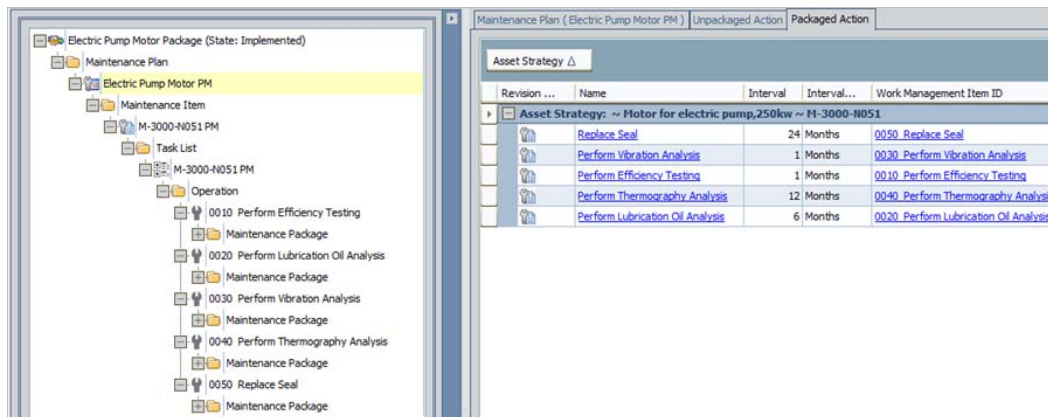 Electric Pump Motor Package (State: Implemented)
Maintenance Plan
Electric Pump Motor PM
Maintenance Item
M-3000-N051 PM
Task List
M-3000-N051 PM
Operation
0010 Perform Efficiency Testing
Maintenance Package
0020 Perform Lubrication Oil Analysis
Maintenance Package
0030 Perform Vibration Analysis
Maintenance Package
0040 Perform Thermography Analysis
Maintenance Package
0050 Replace Seal
Maintenance Package
Maintenance Plan ( Electric Pump Motor PM ) Unpackaged Action Packaged Action
Asset Strategy Δ
Revision ... Name Interval Interval... Work Management Item ID
Asset Strategy: ~ Motor for electric pump,250kw ~ M-3000-N051
Replace Seal 24 Months 0050 Replace Seal
Perform Vibration Analysis 1 Months 0030 Perform Vibration Analysis
Perform Efficiency Testing 1 Months 0010 Perform Efficiency Testing
Perform Thermography Analysis 12 Months 0040 Perform Thermography Analysis
Perform Lubrication Oil Analysis 6 Months 0020 Perform Lubrication Oil Analysis